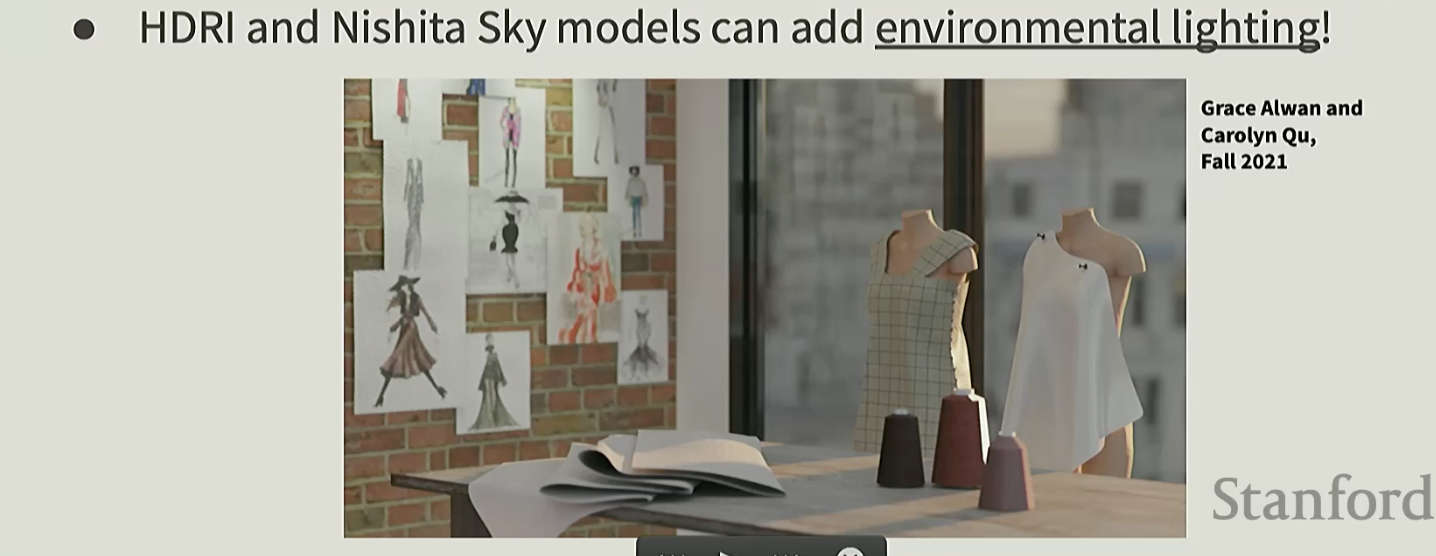 ● HDRI and Nishita Sky models can add environmental lighting!
Grace Alwan and
Carolyn Qu,
Fall 2021
Stanford